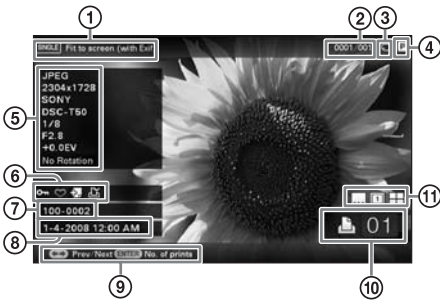 ① ② ③ ④
SINGLE Fit to screen (with Exif 0001/001
⑤
JPEG
2304x1728
SONY
DSC-T50
1/8
F2.8
+0.0EV
No Rotation
⑥
⑦ 100-0002
⑧ 1-4-2008 12:00 AM
⑪
01
Prev/Next ENTER No. of prints
⑨ ⑩